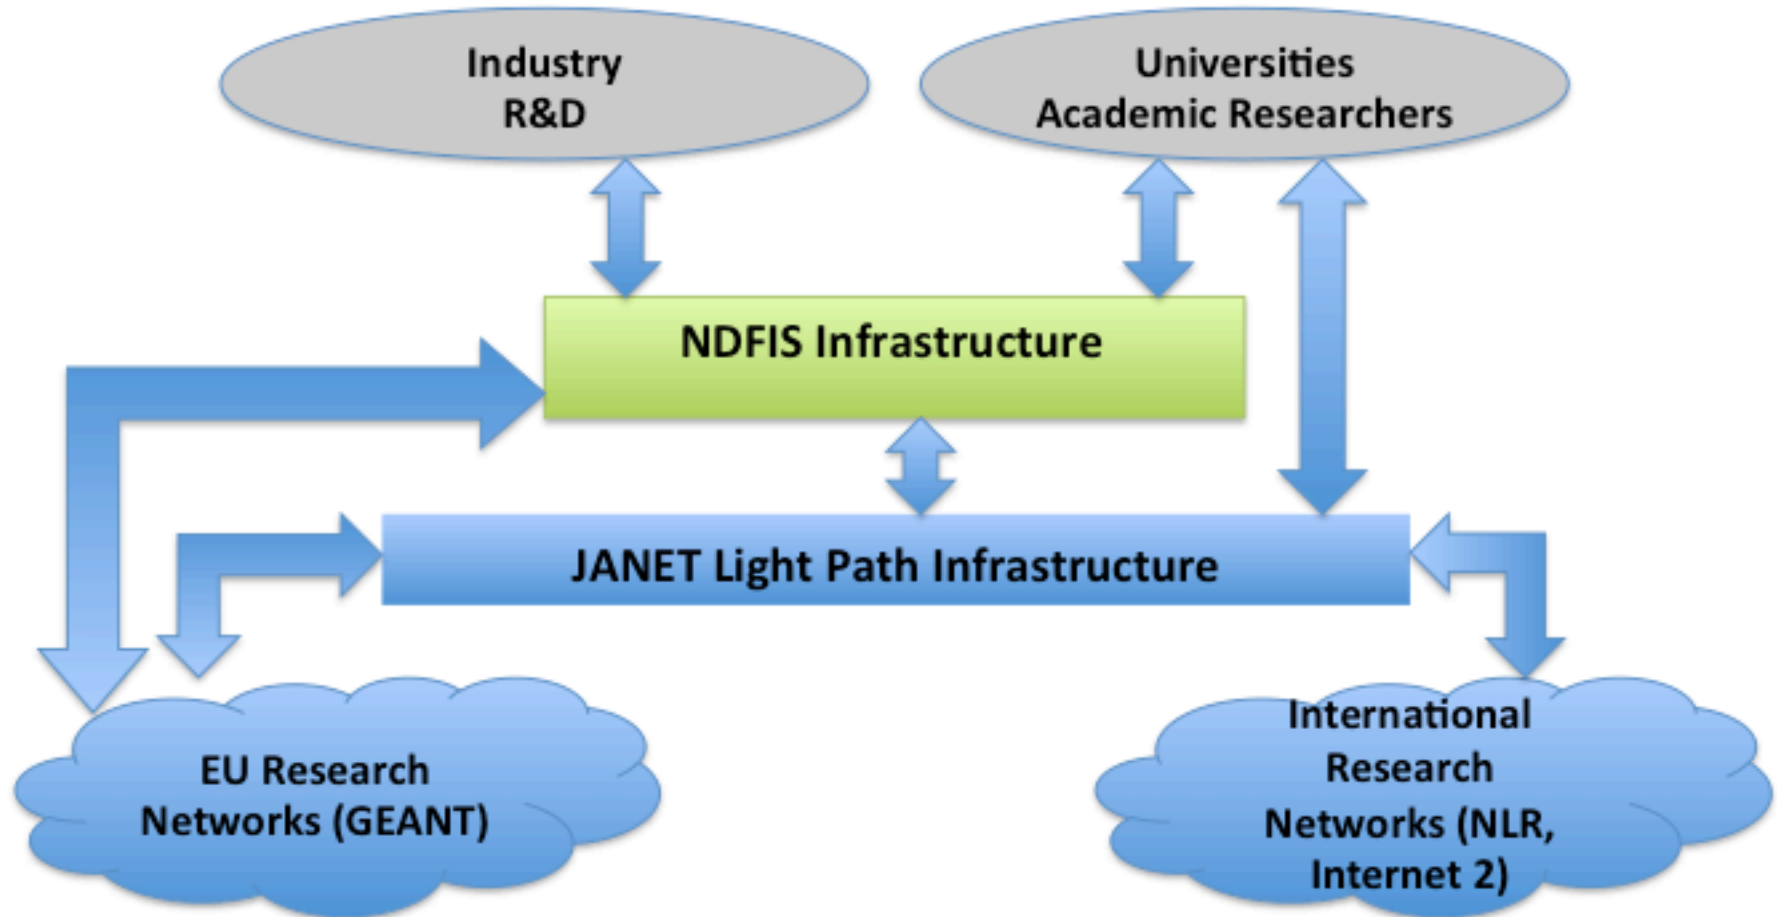 Industry
R&D
Universities
Academic Researchers
NDFIS Infrastructure
JANET Light Path Infrastructure
EU Research
Networks (GEANT)
International
Research
Networks (NLR,
Internet 2)